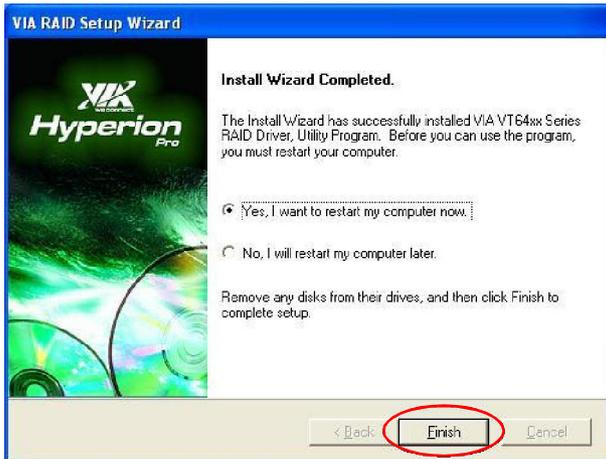 VIA RAID Setup Wizard
VIA
we connect
Hyperion
Pro
Install Wizard Completed.
The Install Wizard has successfully installed VIA VT64xx Series
RAID Driver, Utility Program. Before you can use the program,
you must restart your computer.
Yes, I want to restart my computer now.
No, I will restart my computer later.
Remove any disks from their drives, and then click Finish to
complete setup.
< Back
Finish
Cancel